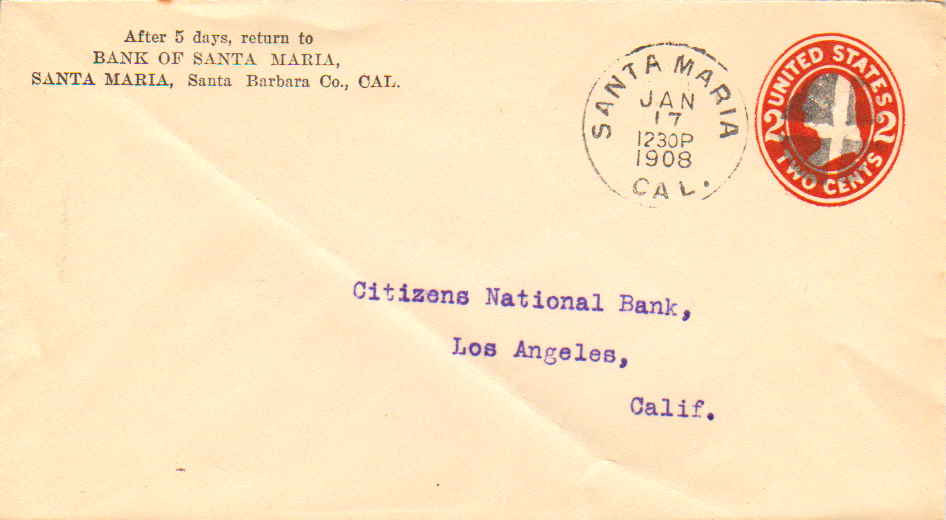 After 5 days, return to
BANK OF SANTA MARIA,
SANTA MARIA, Santa Barbara Co., CAL.
SANTA MARIA
JAN
17
1230P
1908
CAL.
UNITED STATES
2 2
TWO CENTS
Citizens National Bank,
Los Angeles,
Calif.